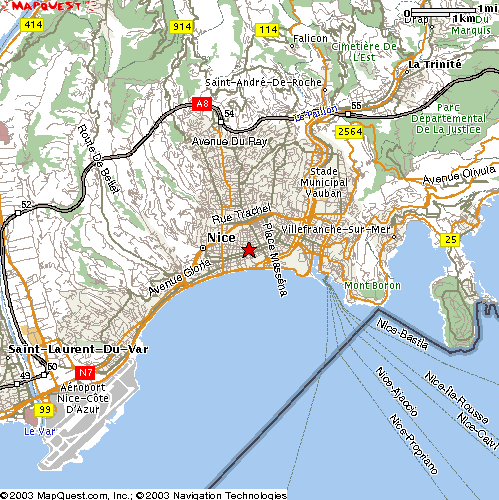 MAPQUEST
414
914
114
Falicon
Cimetière De
L'Est
Drap
Du
Marquis
0
1mi
1km
La Trinité
Saint-André-De-Roche
A8
54
Le Paillon
55
2564
Parc
Départemental
De La Justice
Avenue Du Ray
Route De Bellet
Stade
Municipal
Vauban
Avenue Olivula
52
Rue Trachel
Nice
Place Masséna
Villefranche-Sur-Mer
25
Avenue Gloria
Mont Boron
Nice-Bastia
Saint-Laurent-Du-Var
50
49
N7
Aéroport
Nice-Côte
D'Azur
99
Le Var
Nice-Ajaccio
Nice-Propriano
Nice-Île-Rousse
Nice-Calvi
©2003 MapQuest.com, Inc.; ©2003 Navigation Technologies